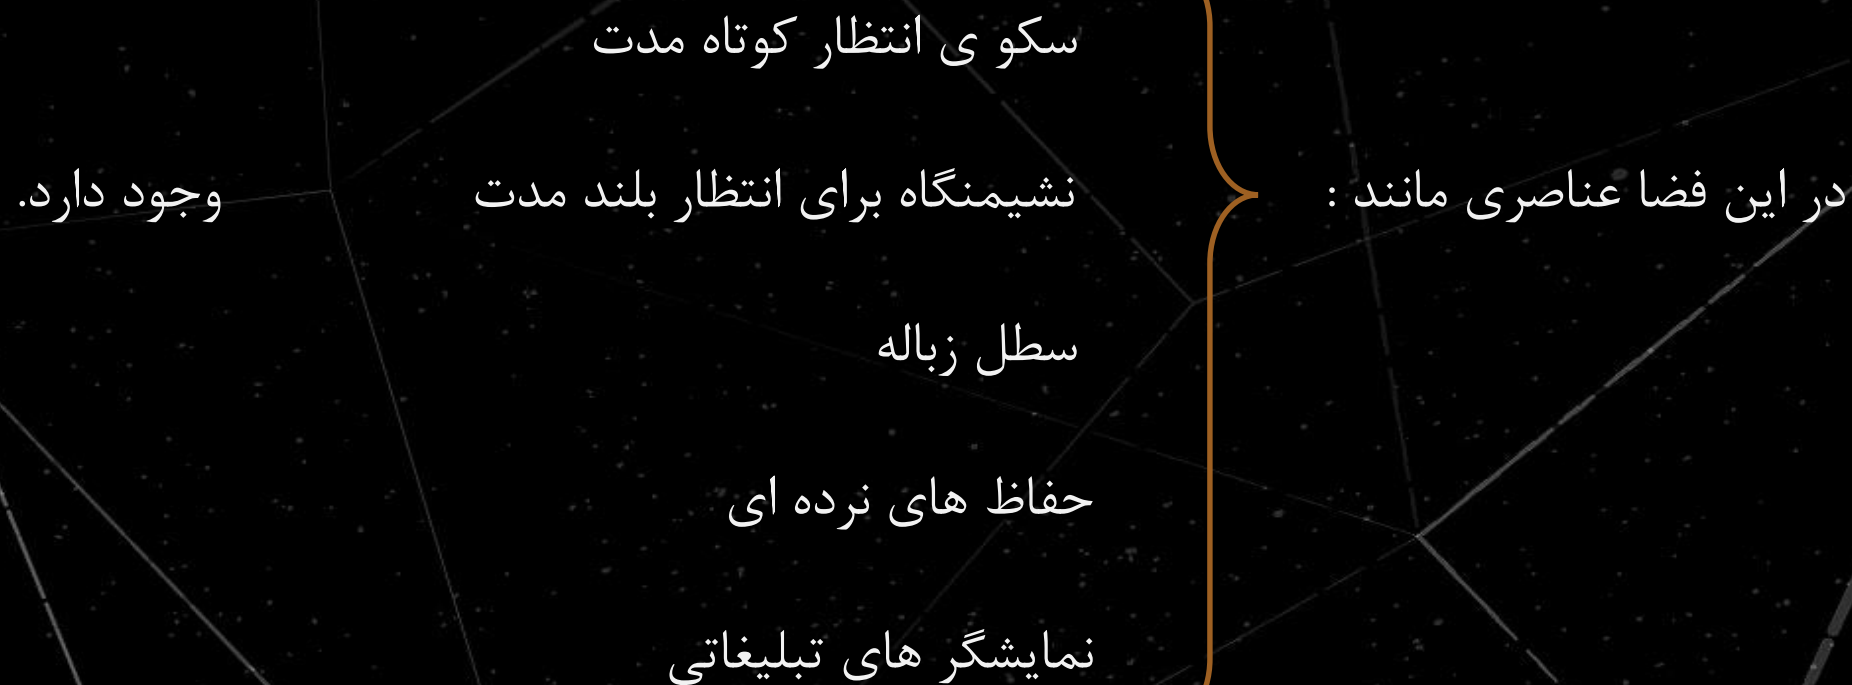 سکو ی انتظار کوتاه مدت
در این فضا عناصری مانند : نشیمنگاه برای انتظار بلند مدت وجود دارد.
سطل زباله
حفاظ های نرده ای
نمایشگر های تبلیغاتی